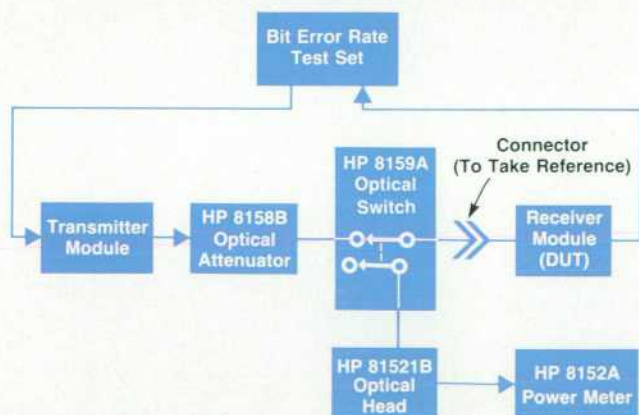 Bit Error Rate
Test Set
Connector
(To Take Reference)
HP 8159A
Optical
Switch
Transmitter
Module
HP 8158B
Optical
Attenuator
Receiver
Module
(DUT)
HP 81521B
Optical
Head
HP 8152A
Power Meter